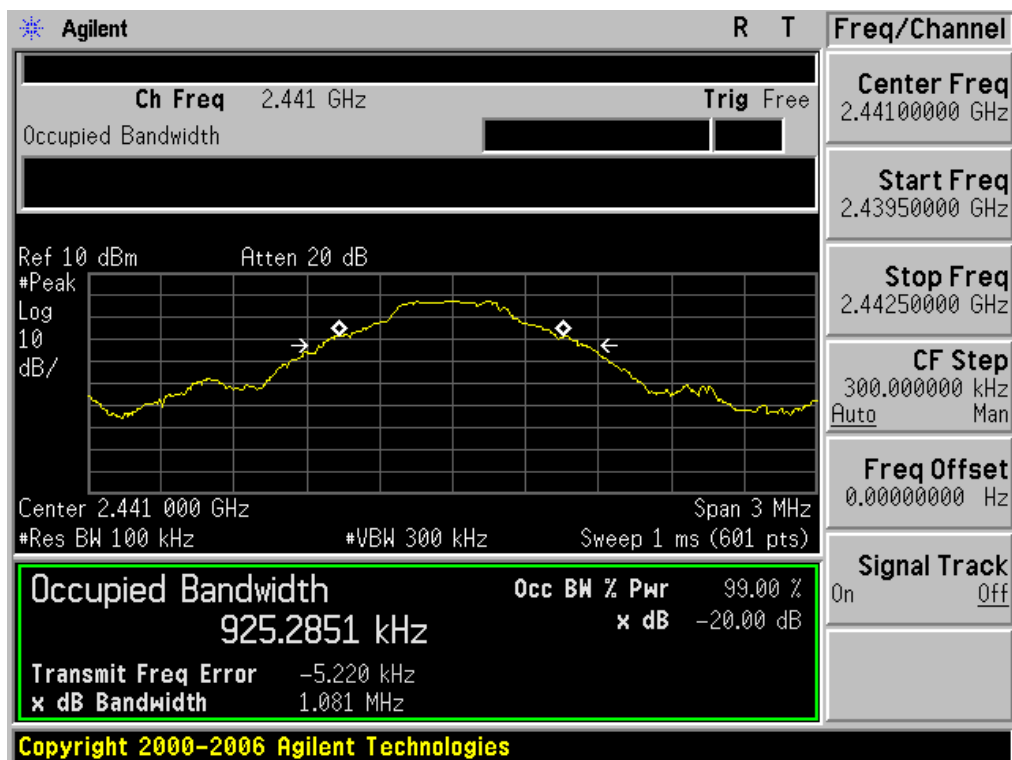 Agilent R T
Ch Freq 2.441 GHz Trig Free
Occupied Bandwidth
Ref 10 dBm Atten 20 dB
#Peak
Log
10
dB/
Center 2.441 000 GHz Span 3 MHz
#Res BW 100 kHz #VBW 300 kHz Sweep 1 ms (601 pts)
Occupied Bandwidth
925.2851 kHz
Occ BW % Pwr 99.00 %
x dB -20.00 dB
Transmit Freq Error -5.220 kHz
x dB Bandwidth 1.081 MHz
Copyright 2000-2006 Agilent Technologies
Freq/Channel
Center Freq
2.44100000 GHz
Start Freq
2.43950000 GHz
Stop Freq
2.44250000 GHz
CF Step
300.000000 kHz
Auto Man
Freq Offset
0.00000000 Hz
Signal Track
On Off